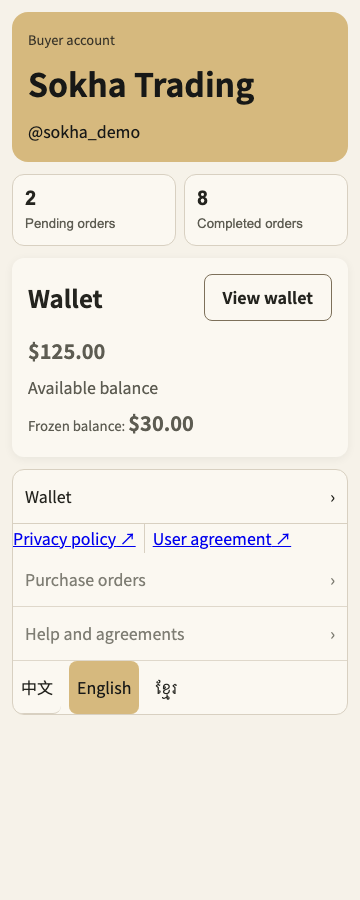 Buyer account
Sokha Trading
@sokha_demo
2
Pending orders
8
Completed orders
Wallet
View wallet
$125.00
Available balance
Frozen balance: $30.00
Wallet ›
Privacy policy ↗ User agreement ↗
Purchase orders ›
Help and agreements ›
中文 English ខ្មែរ